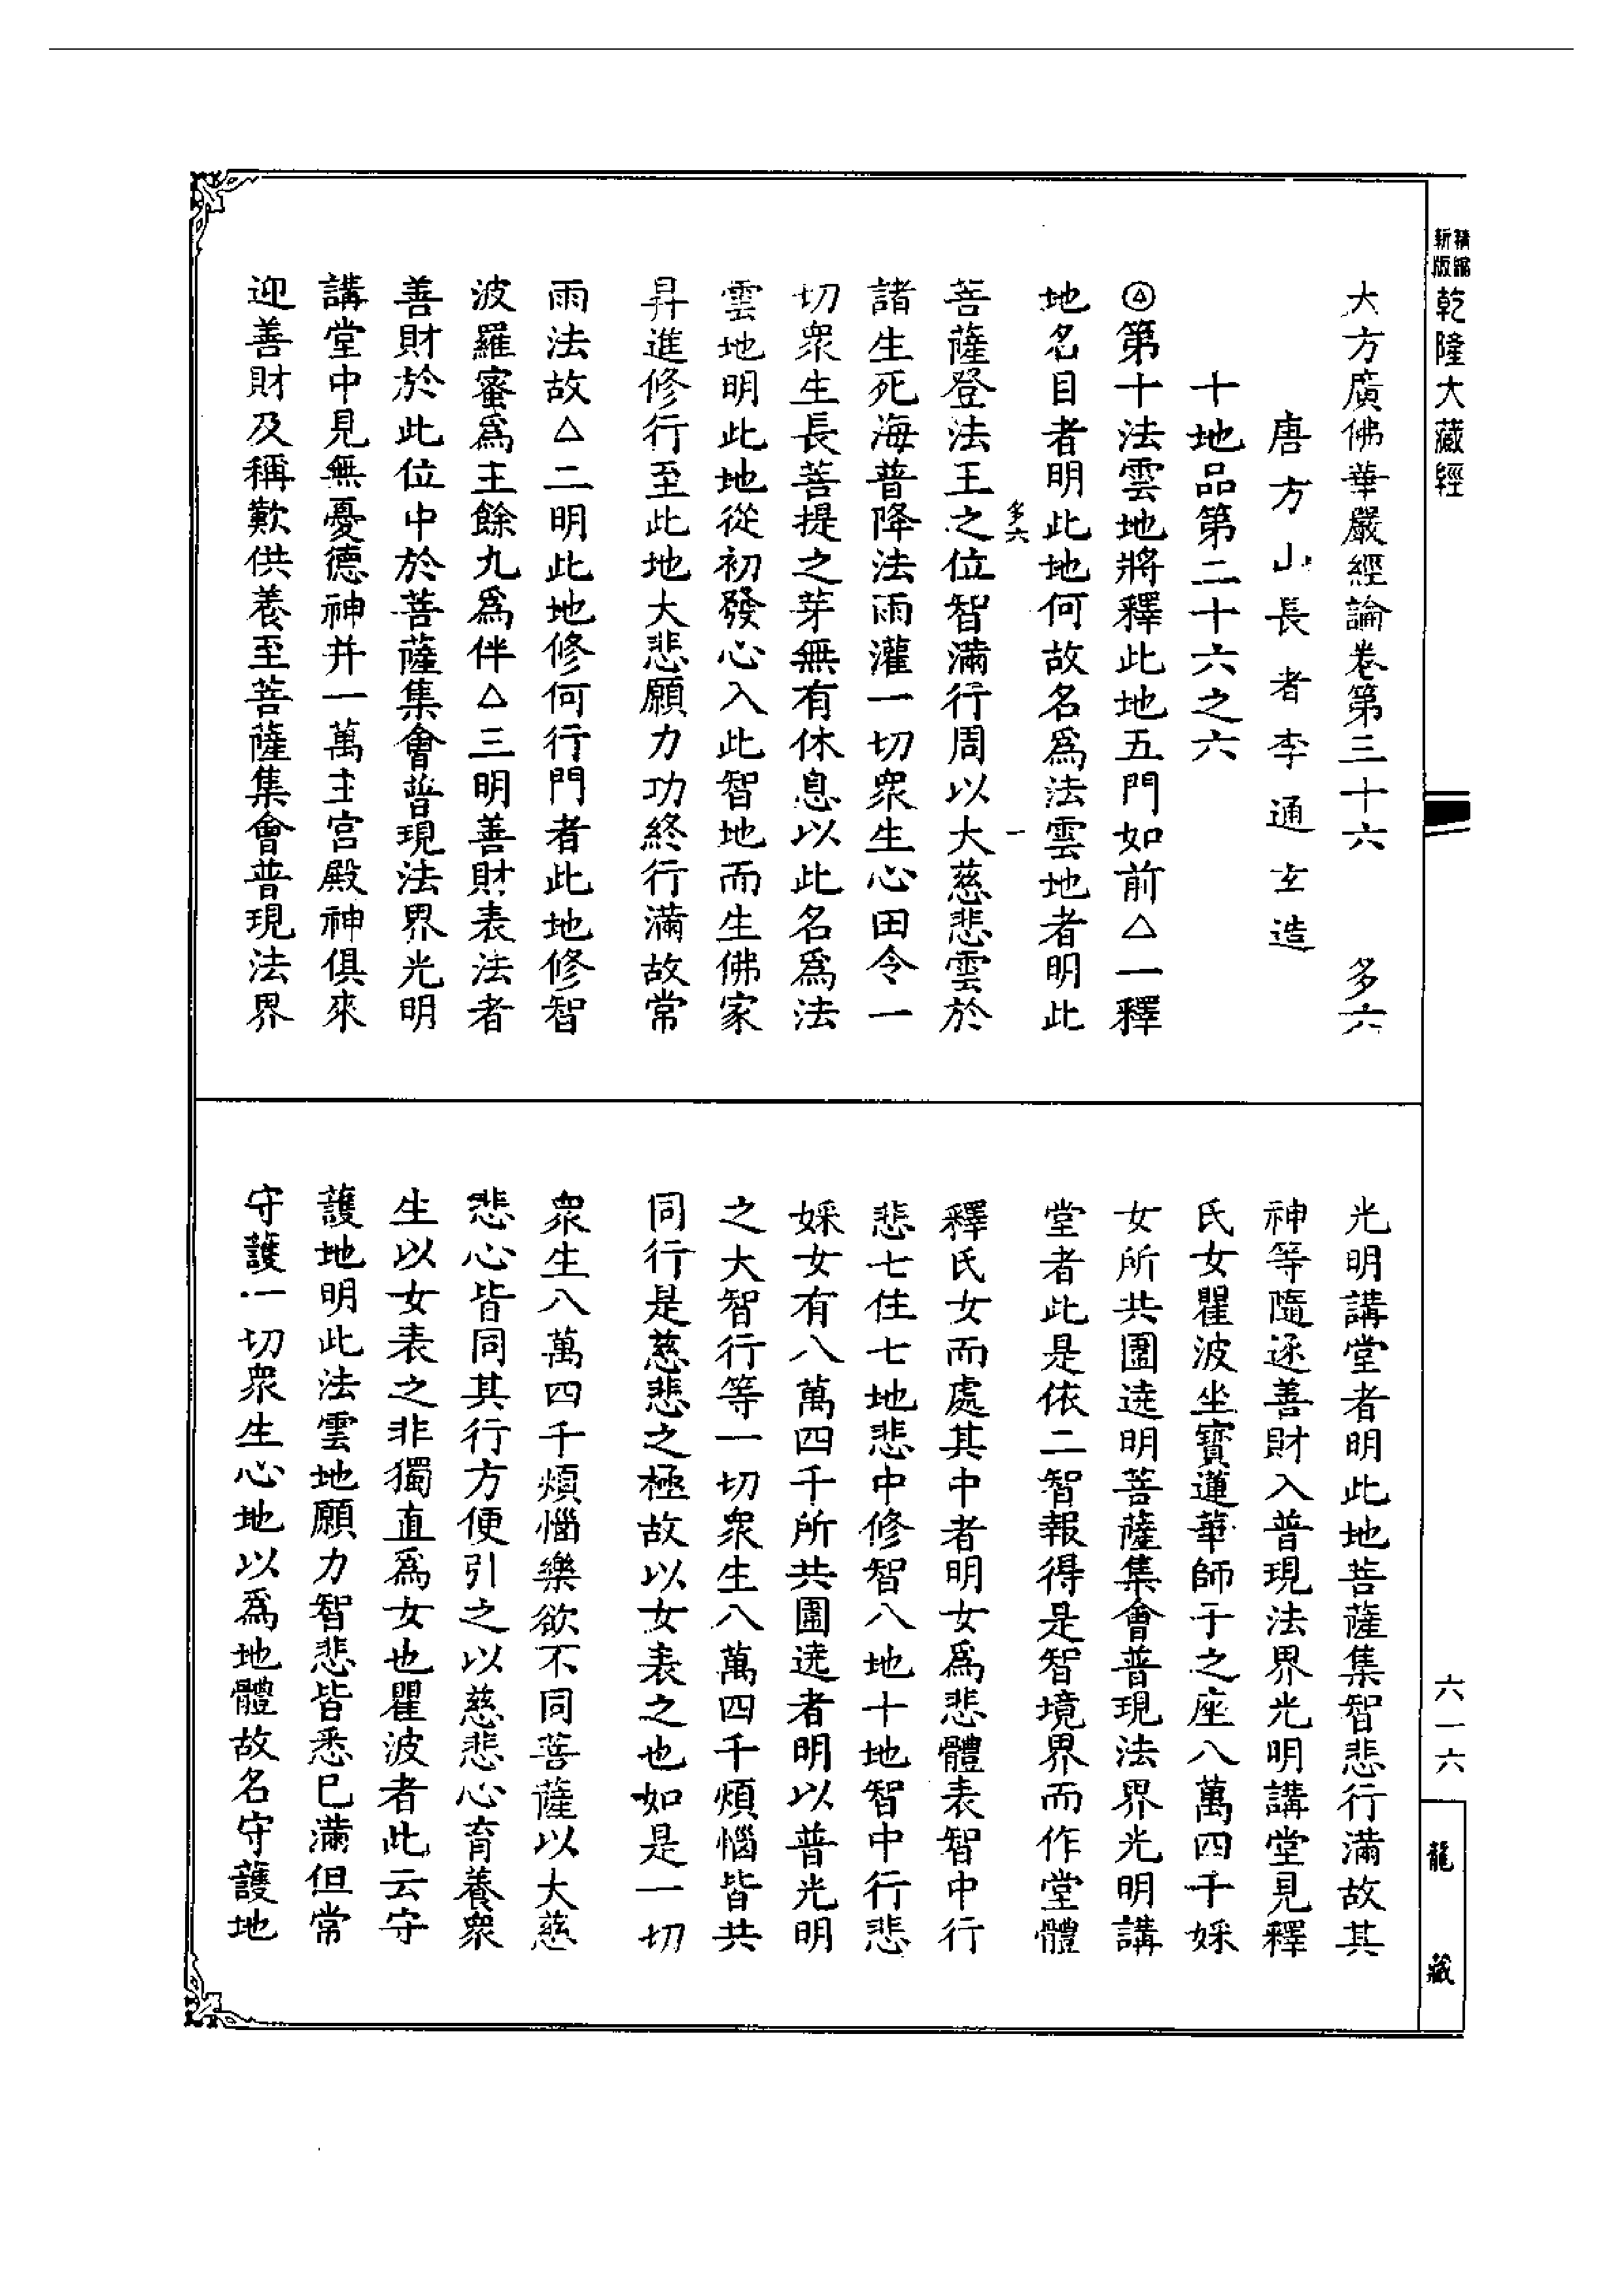 新編
縮版
乾隆大藏經
大方廣佛華嚴經論卷第三十六 多六
唐方山長者李通玄造
十地品第二十六之六
㊣第十法雲地將釋此地五門如前△一釋
地名目者明此地何故名爲法雲地者明此
多六 一
菩薩登法王之位智滿行周以大慈悲雲於
諸生死海普降法雨灌一切衆生心田令一
切衆生長菩提之芽無有休息以此名爲法
雲地明此地從初發心入此智地而生佛家
昇進修行至此地大悲願力功終行滿故常
雨法故△二明此地修何行門者此地修智
波羅蜜爲主餘九爲伴△三明善財表法者
善財於此位中於菩薩集會普現法界光明
講堂中見無憂德神并一萬主宮殿神俱來
迎善財及稱歎供養至菩薩集會普現法界
光明講堂者明此地菩薩集智悲行滿故其
神等隨逐善財入普現法界光明講堂見釋
氏女瞿波坐寶蓮華師子之座八萬四千婇
女所共圍遶明菩薩集會普現法界光明講
堂者此是依二智報得是智境界而作堂體
釋氏女而處其中者明女爲悲體表智中行
悲七住七地悲中修智八地十地智中行悲
婇女有八萬四千所共圍遶者明以普光明
之大智行等一切衆生八萬四千煩惱皆共
同行是慈悲之極故以女表之也如是一切
衆生八萬四千煩惱樂欲不同菩薩以大慈
悲心皆同其行方便引之以慈悲心育養衆
生以女表之非獨直爲女也瞿波者此云守
護地明此法雲地願力智悲皆悉已滿但常
守護一切衆生心地以爲地體故名守護地
六一六
龍藏